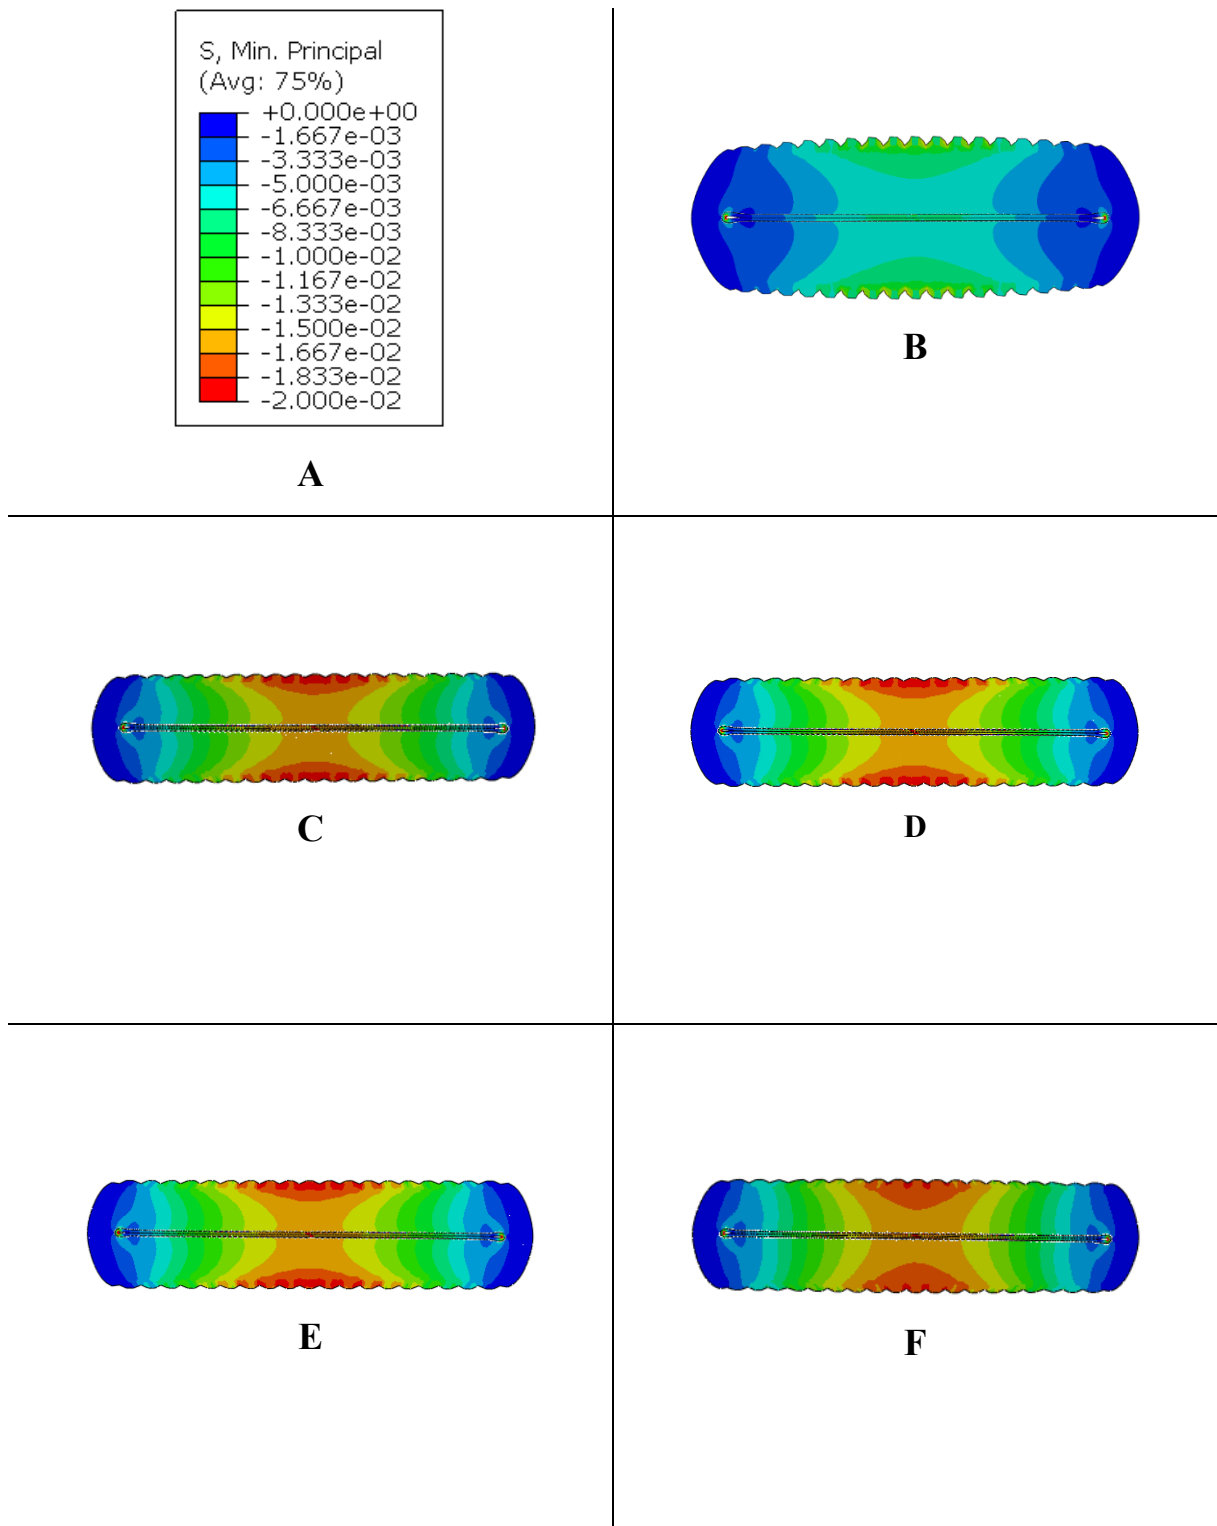 S, Min. Principal
(Avg: 75%)
+0.000e+00
-1.667e-03
-3.333e-03
-5.000e-03
-6.667e-03
-8.333e-03
-1.000e-02
-1.167e-02
-1.333e-02
-1.500e-02
-1.667e-02
-1.833e-02
-2.000e-02
A
B
C
D
E
F